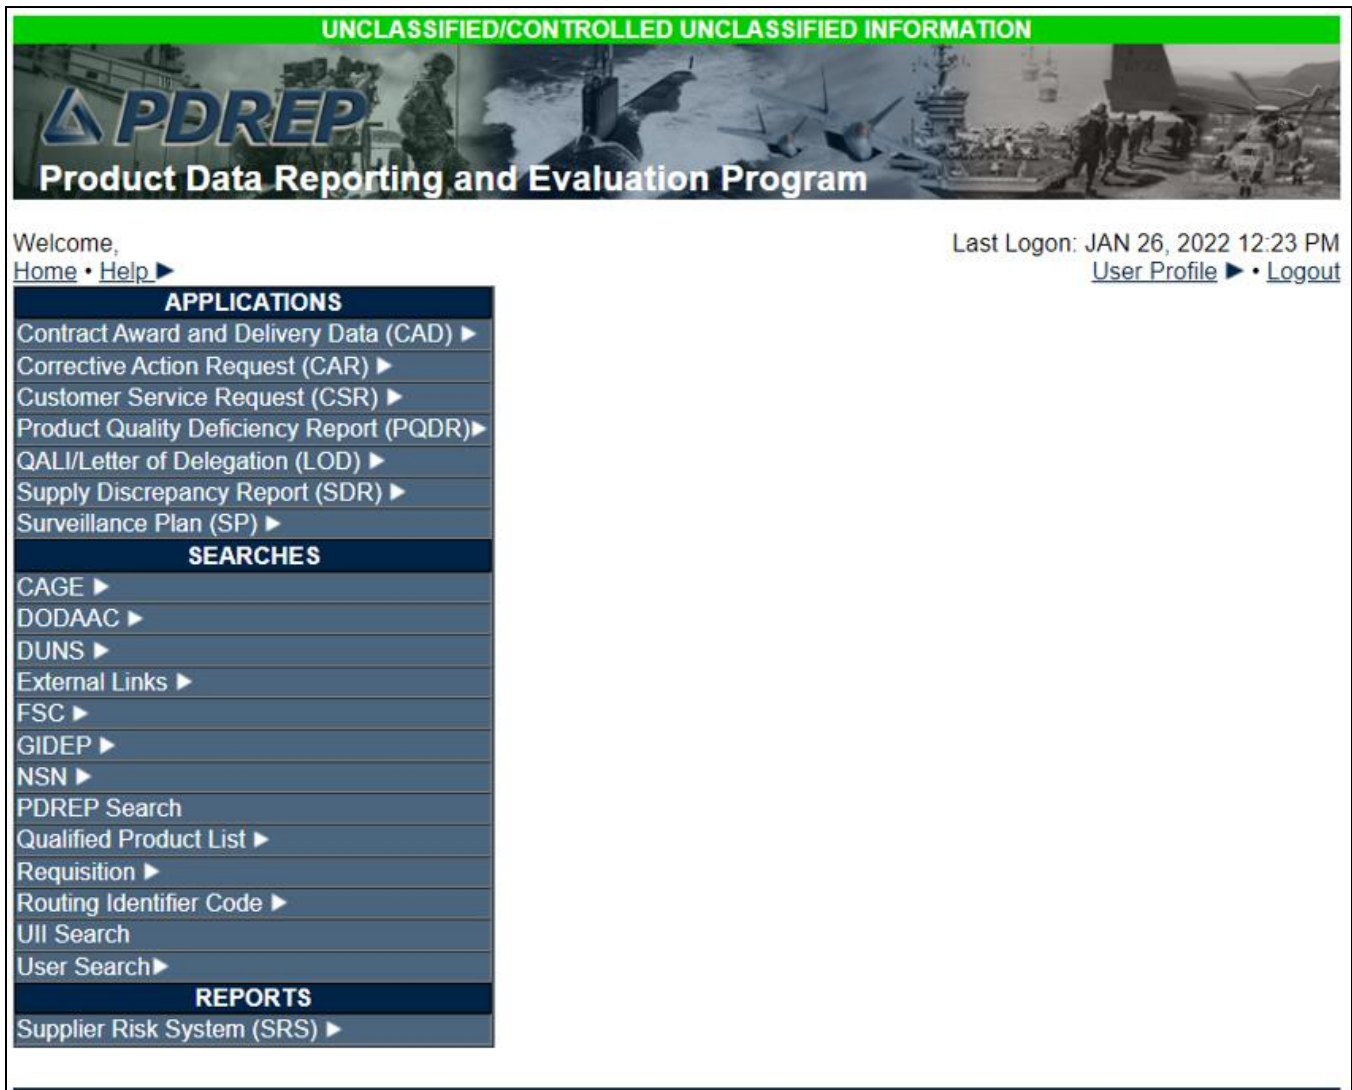 UNCLASSIFIED/CONTROLLED UNCLASSIFIED INFORMATION
PDREP
Product Data Reporting and Evaluation Program
Welcome,
Last Logon: JAN 26, 2022 12:23 PM
Home • Help ►
User Profile ► • Logout
APPLICATIONS
Contract Award and Delivery Data (CAD) ►
Corrective Action Request (CAR) ►
Customer Service Request (CSR) ►
Product Quality Deficiency Report (PQDR)►
QALI/Letter of Delegation (LOD) ►
Supply Discrepancy Report (SDR) ►
Surveillance Plan (SP) ►
SEARCHES
CAGE ►
DODAAC ►
DUNS ►
External Links ►
FSC ►
GIDEP ►
NSN ►
PDREP Search
Qualified Product List ►
Requisition ►
Routing Identifier Code ►
UII Search
User Search►
REPORTS
Supplier Risk System (SRS) ►